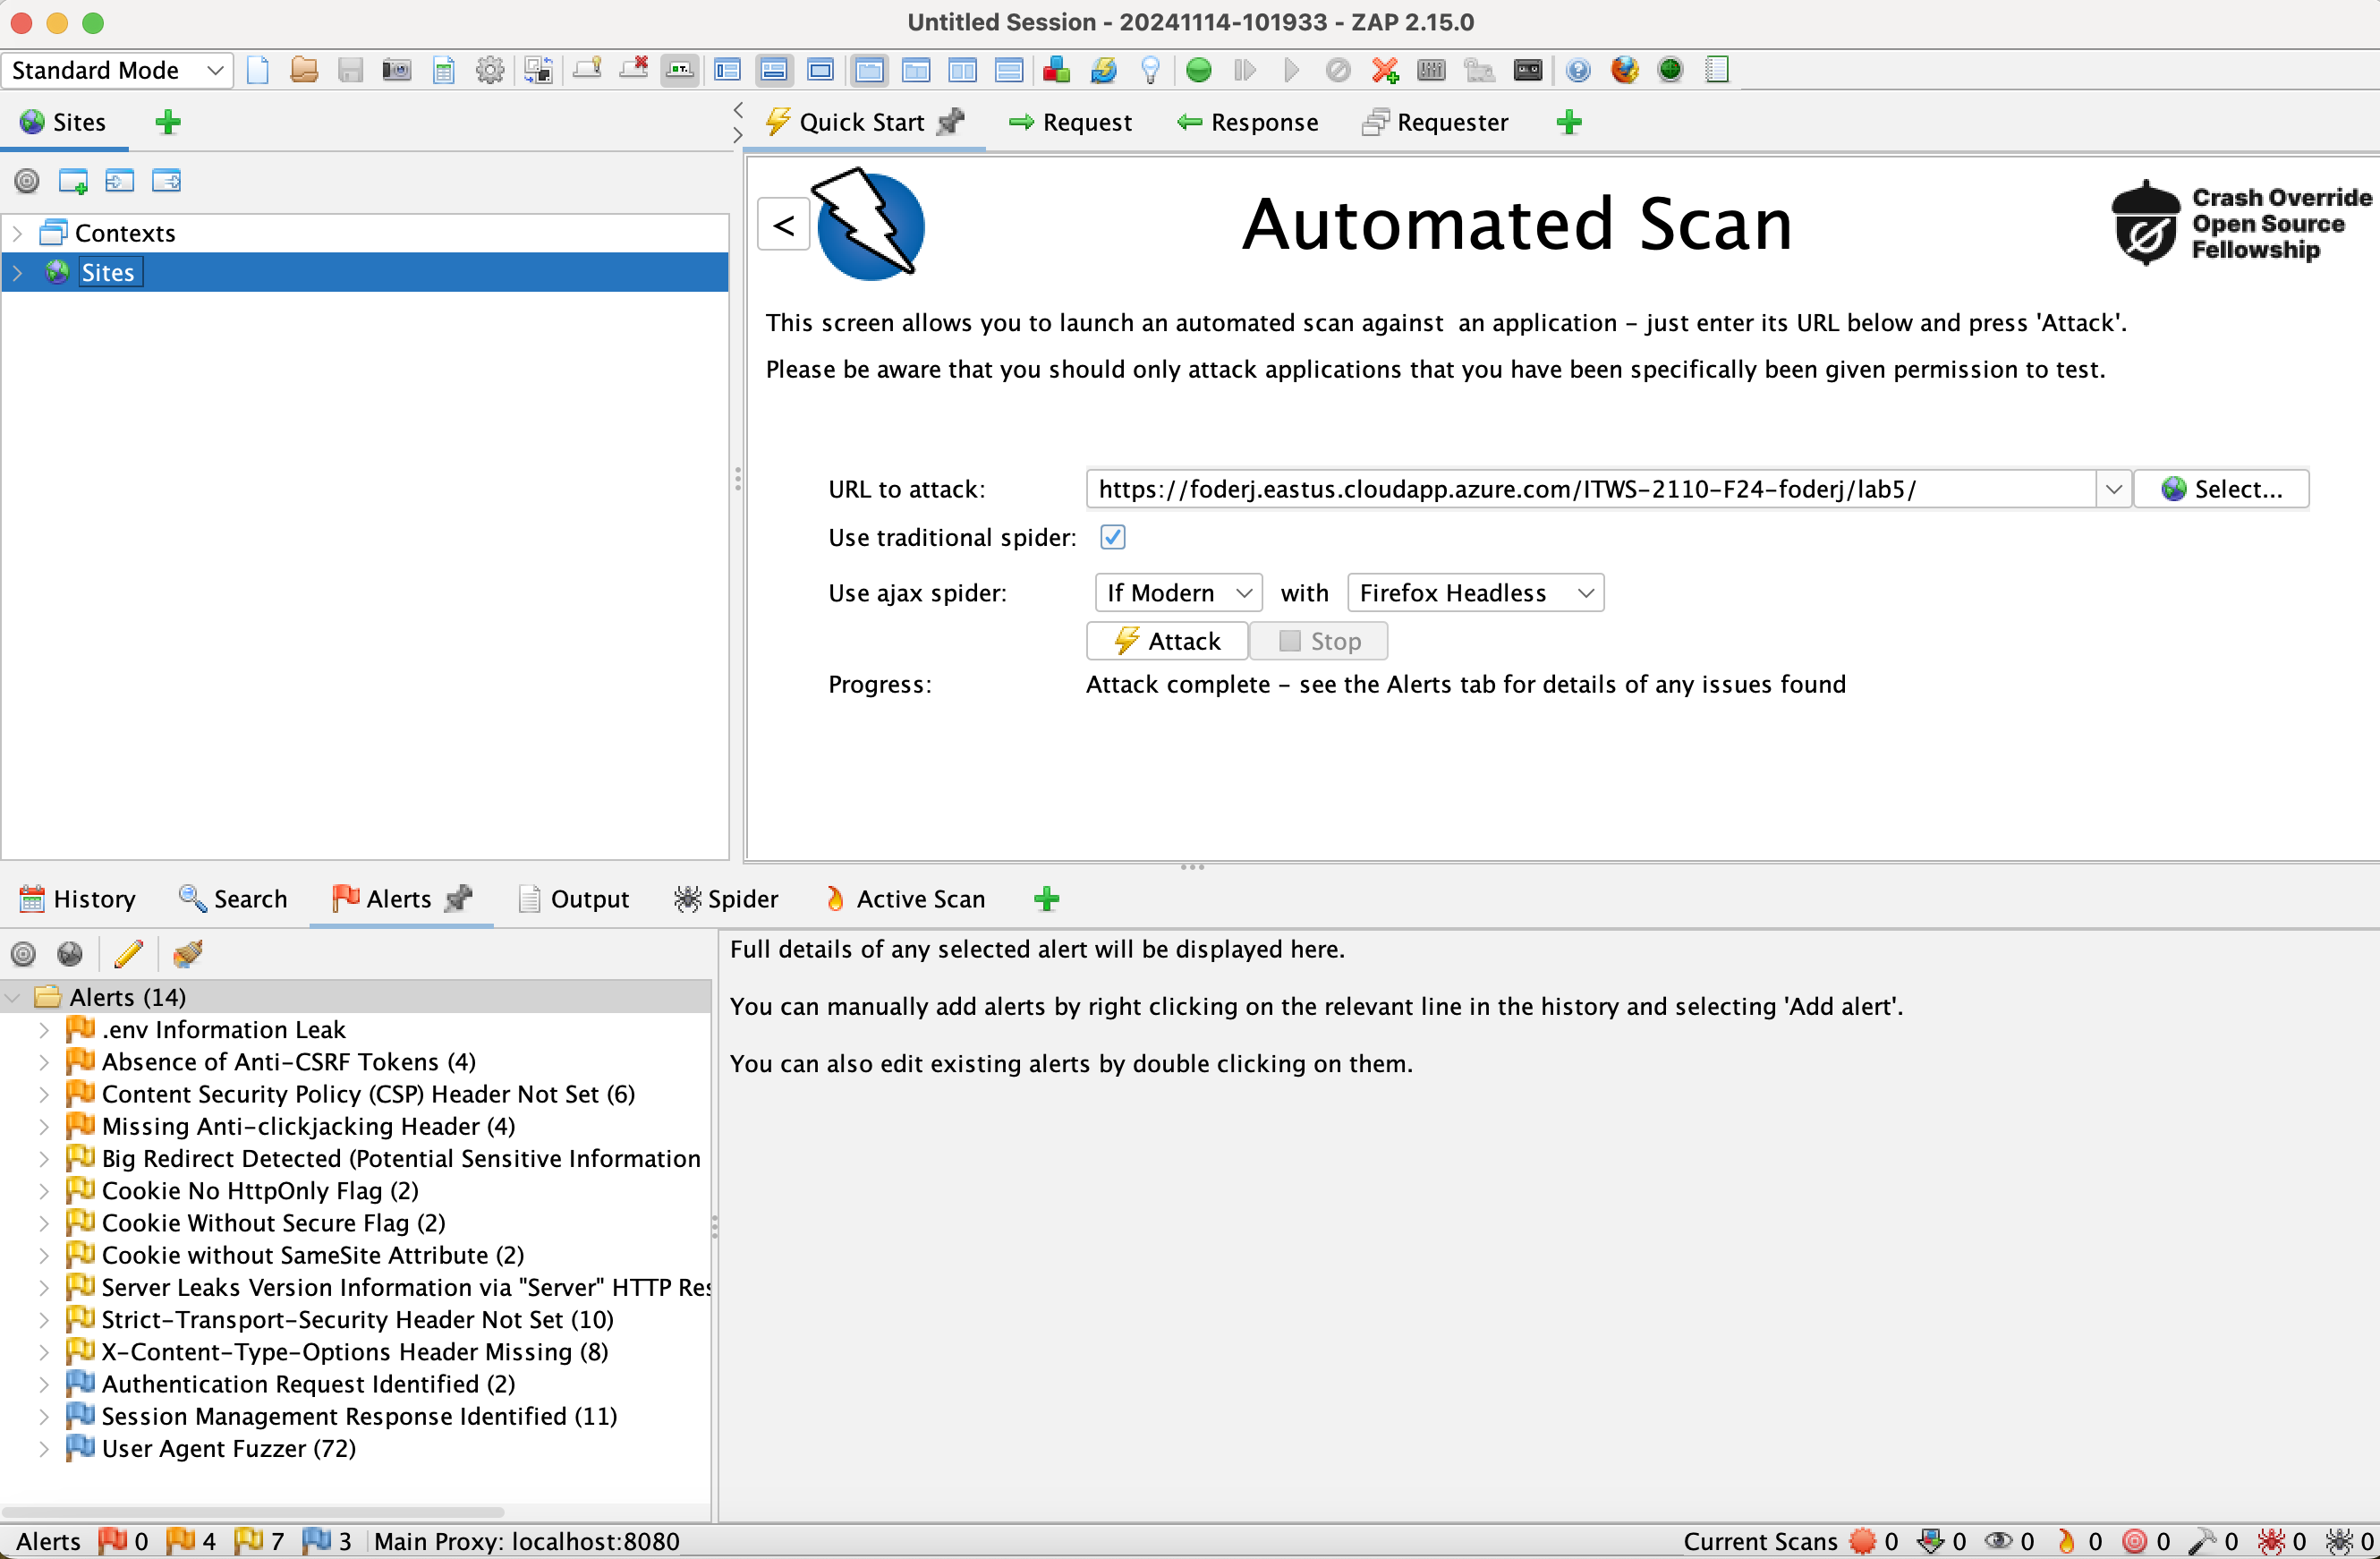 Untitled Session - 20241114-101933 - ZAP 2.15.0
Standard Mode
Sites
Quick Start
Request
Response
Requester
Contexts
Sites
<
Automated Scan
Crash Override
Open Source
Fellowship
This screen allows you to launch an automated scan against  an application - just enter its URL below and press 'Attack'.
Please be aware that you should only attack applications that you have been specifically been given permission to test.
URL to attack:
https://foderj.eastus.cloudapp.azure.com/ITWS-2110-F24-foderj/lab5/
Select...
Use traditional spider:
Use ajax spider:
If Modern
with
Firefox Headless
Attack
Stop
Progress:
Attack complete - see the Alerts tab for details of any issues found
History
Search
Alerts
Output
Spider
Active Scan
Alerts (14)
.env Information Leak
Absence of Anti-CSRF Tokens (4)
Content Security Policy (CSP) Header Not Set (6)
Missing Anti-clickjacking Header (4)
Big Redirect Detected (Potential Sensitive Information
Cookie No HttpOnly Flag (2)
Cookie Without Secure Flag (2)
Cookie without SameSite Attribute (2)
Server Leaks Version Information via "Server" HTTP Res
Strict-Transport-Security Header Not Set (10)
X-Content-Type-Options Header Missing (8)
Authentication Request Identified (2)
Session Management Response Identified (11)
User Agent Fuzzer (72)
Full details of any selected alert will be displayed here.
You can manually add alerts by right clicking on the relevant line in the history and selecting 'Add alert'.
You can also edit existing alerts by double clicking on them.
Alerts 0 4 7 3 Main Proxy: localhost:8080
Current Scans 0 0 0 0 0 0 0 0